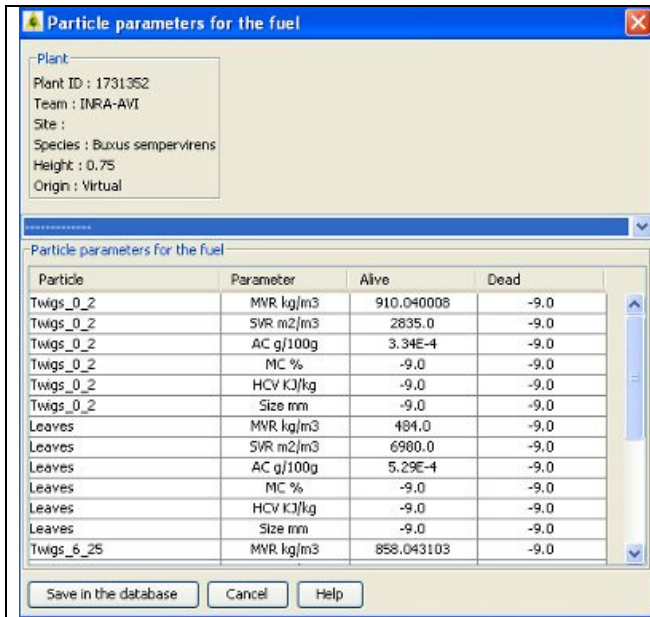 Particle parameters for the fuel
Plant
Plant ID : 1731352
Team : INRA-AVI
Site :
Species : Buxus sempervirens
Height : 0.75
Origin : Virtual
-------------
Particle parameters for the fuel
Particle Parameter Alive Dead
Twigs_0_2 MVR kg/m3 910.040008 -9.0
Twigs_0_2 SVR m2/m3 2835.0 -9.0
Twigs_0_2 AC g/100g 3.34E-4 -9.0
Twigs_0_2 MC % -9.0 -9.0
Twigs_0_2 HCV KJ/kg -9.0 -9.0
Twigs_0_2 Size mm -9.0 -9.0
Leaves MVR kg/m3 484.0 -9.0
Leaves SVR m2/m3 6980.0 -9.0
Leaves AC g/100g 5.29E-4 -9.0
Leaves MC % -9.0 -9.0
Leaves HCV KJ/kg -9.0 -9.0
Leaves Size mm -9.0 -9.0
Twigs_6_25 MVR kg/m3 858.043103 -9.0
Save in the database Cancel Help